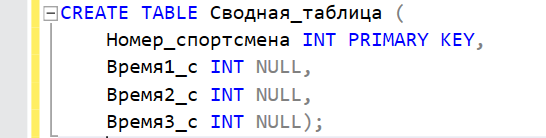 CREATE TABLE Сводная_таблица (
Номер_спортсмена INT PRIMARY KEY,
Время1_с INT NULL,
Время2_с INT NULL,
Время3_с INT NULL);